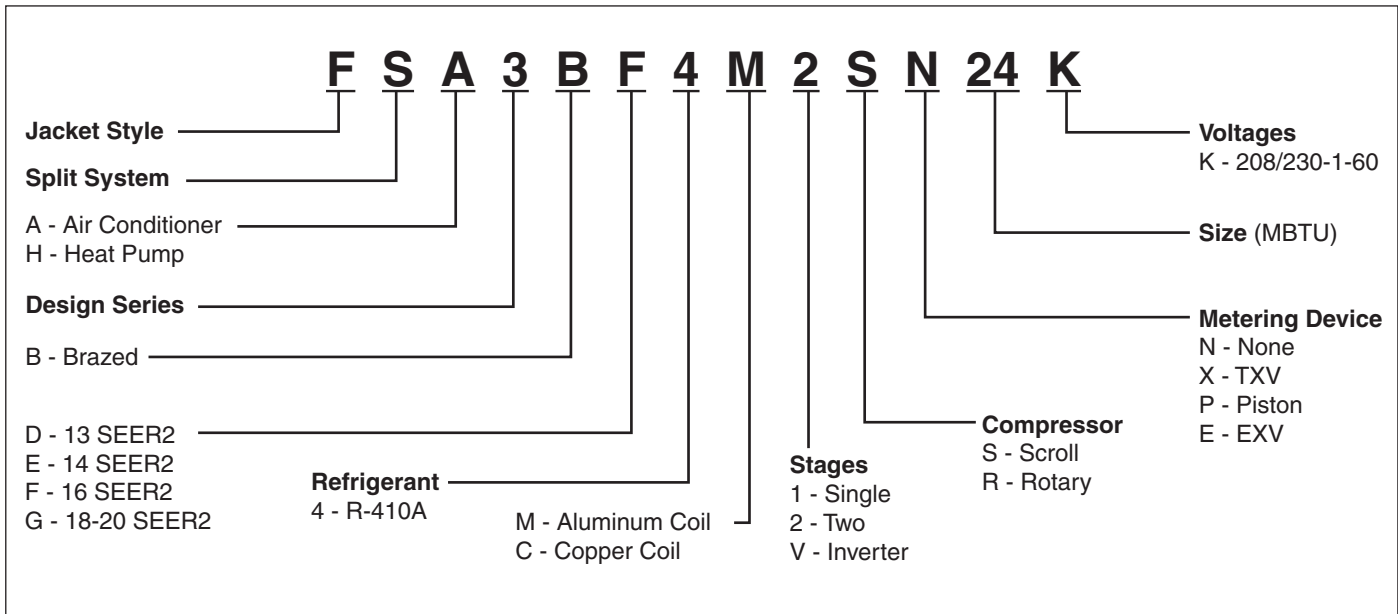 F S A 3 B F 4 M 2 S N 24 K
Jacket Style
Split System
A - Air Conditioner
H - Heat Pump
Design Series
B - Brazed
D - 13 SEER2
E - 14 SEER2
F - 16 SEER2
G - 18-20 SEER2
Refrigerant
4 - R-410A
M - Aluminum Coil
C - Copper Coil
Stages
1 - Single
2 - Two
V - Inverter
Compressor
S - Scroll
R - Rotary
Metering Device
N - None
X - TXV
P - Piston
E - EXV
Size (MBTU)
Voltages
K - 208/230-1-60